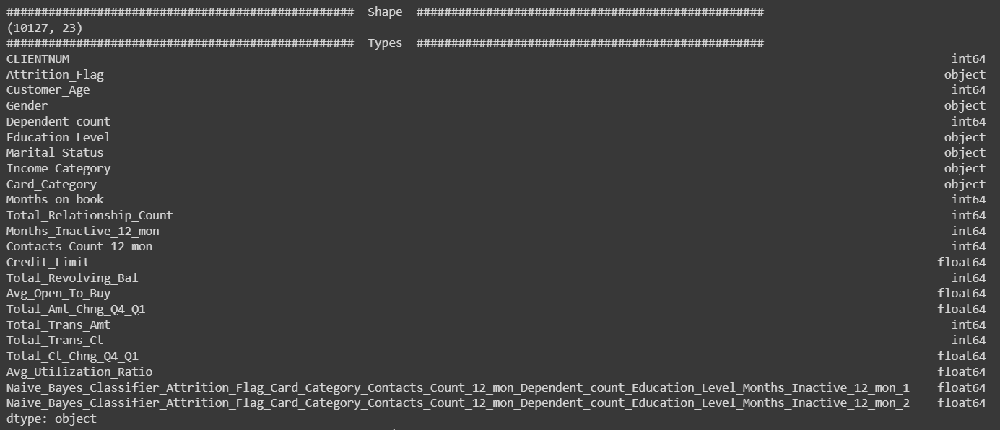 ################################################## Shape ##################################################
(10127, 23)
################################################## Types ##################################################
CLIENTNUM int64
Attrition_Flag object
Customer_Age int64
Gender object
Dependent_count int64
Education_Level object
Marital_Status object
Income_Category object
Card_Category object
Months_on_book int64
Total_Relationship_Count int64
Months_Inactive_12_mon int64
Contacts_Count_12_mon int64
Credit_Limit float64
Total_Revolving_Bal int64
Avg_Open_To_Buy float64
Total_Amt_Chng_Q4_Q1 float64
Total_Trans_Amt int64
Total_Trans_Ct int64
Total_Ct_Chng_Q4_Q1 float64
Avg_Utilization_Ratio float64
Naive_Bayes_Classifier_Attrition_Flag_Card_Category_Contacts_Count_12_mon_Dependent_count_Education_Level_Months_Inactive_12_mon_1 float64
Naive_Bayes_Classifier_Attrition_Flag_Card_Category_Contacts_Count_12_mon_Dependent_count_Education_Level_Months_Inactive_12_mon_2 float64
dtype: object